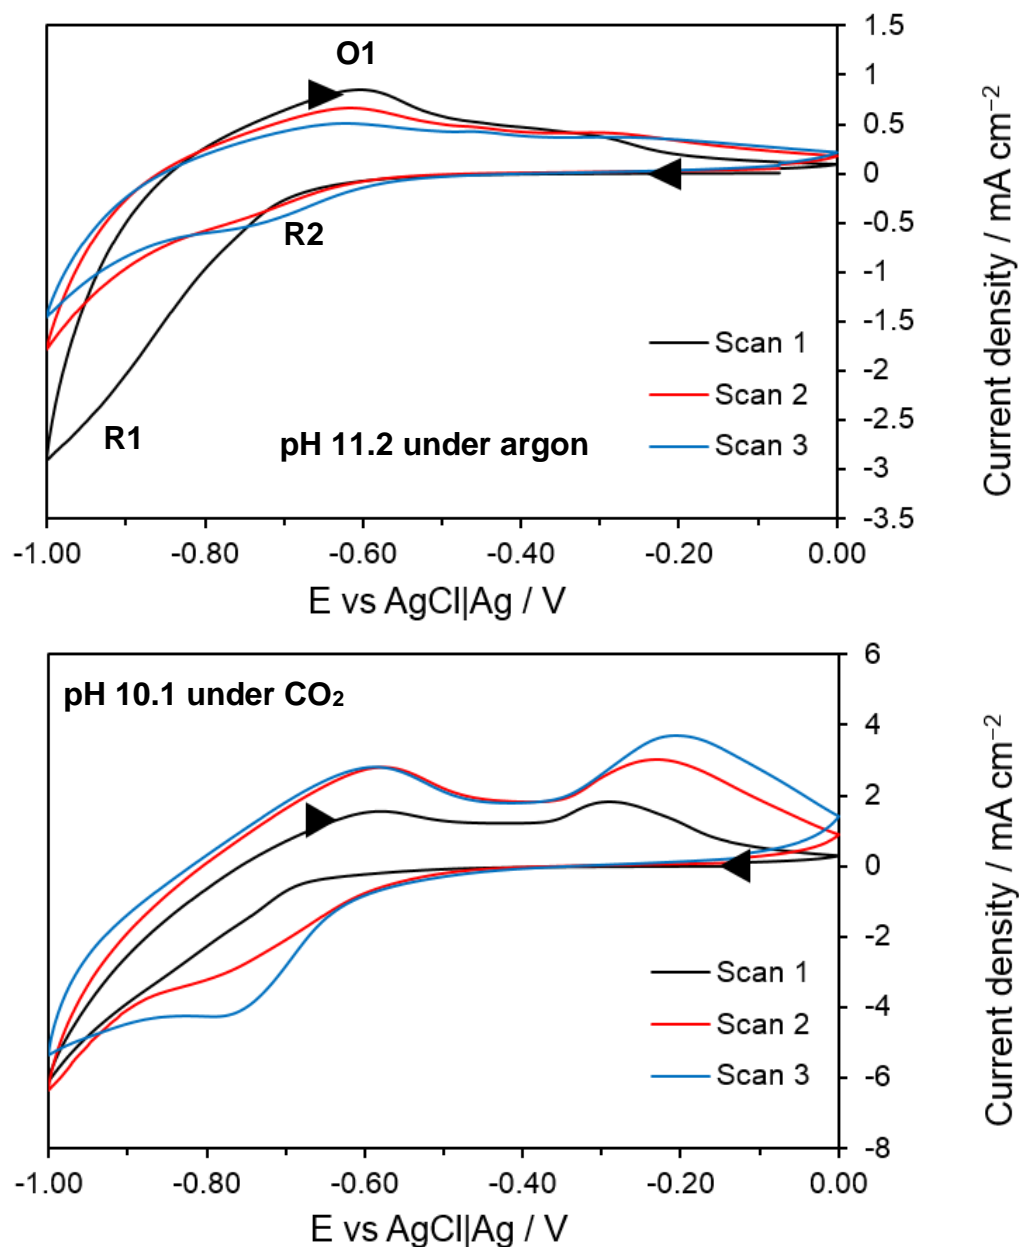 O1
R2
R1
pH 11.2 under argon
Scan 1
Scan 2
Scan 3
1.5
1
0.5
0
-0.5
-1
-1.5
-2
-2.5
-3
-3.5
Current density / mA cm⁻²
-1.00 -0.80 -0.60 -0.40 -0.20 0.00
E vs AgCl|Ag / V
pH 10.1 under CO₂
Scan 1
Scan 2
Scan 3
6
4
2
0
-2
-4
-6
-8
Current density / mA cm⁻²
-1.00 -0.80 -0.60 -0.40 -0.20 0.00
E vs AgCl|Ag / V